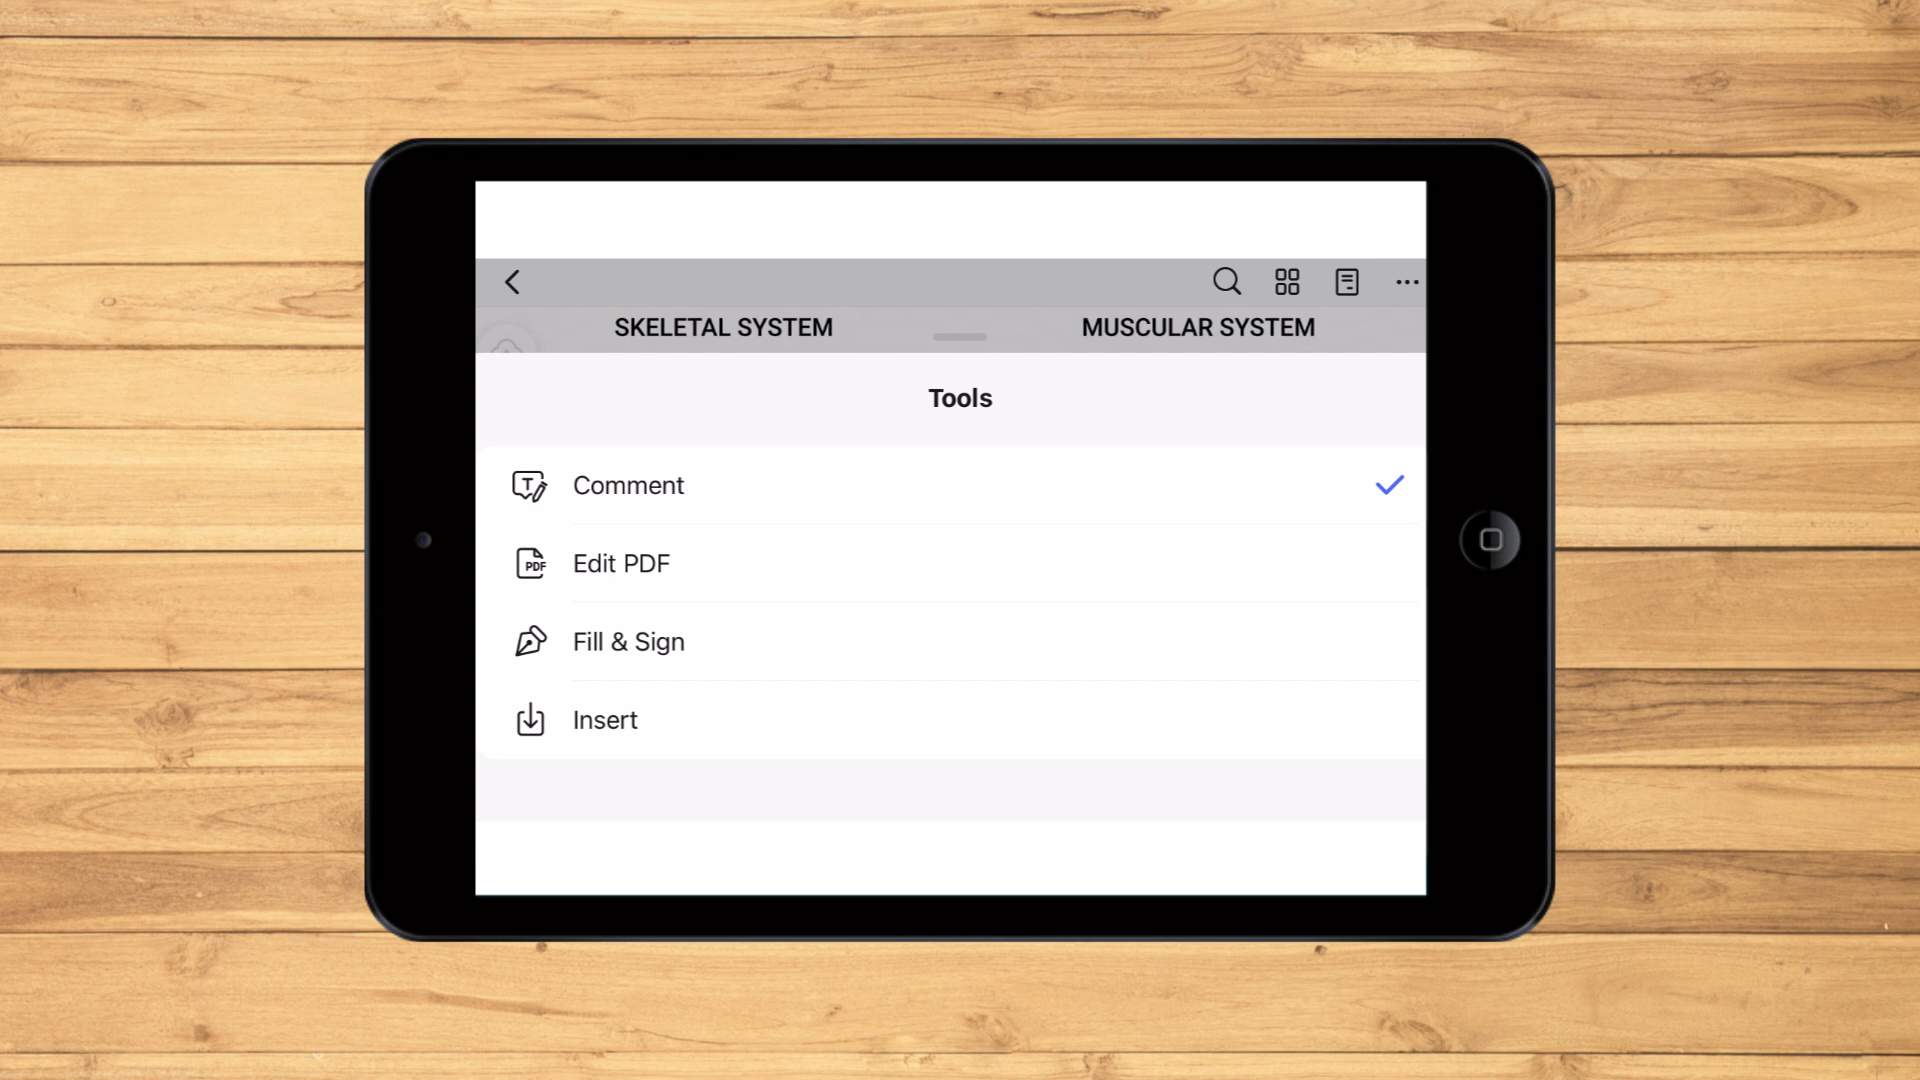 SKELETAL SYSTEM MUSCULAR SYSTEM
Tools
T Comment
PDF Edit PDF
Fill & Sign
Insert